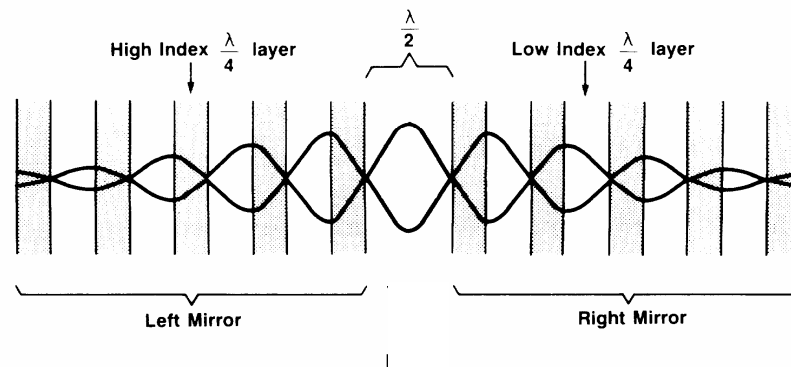 λ
2
High Index λ/4 layer
Low Index λ/4 layer
Left Mirror
Right Mirror